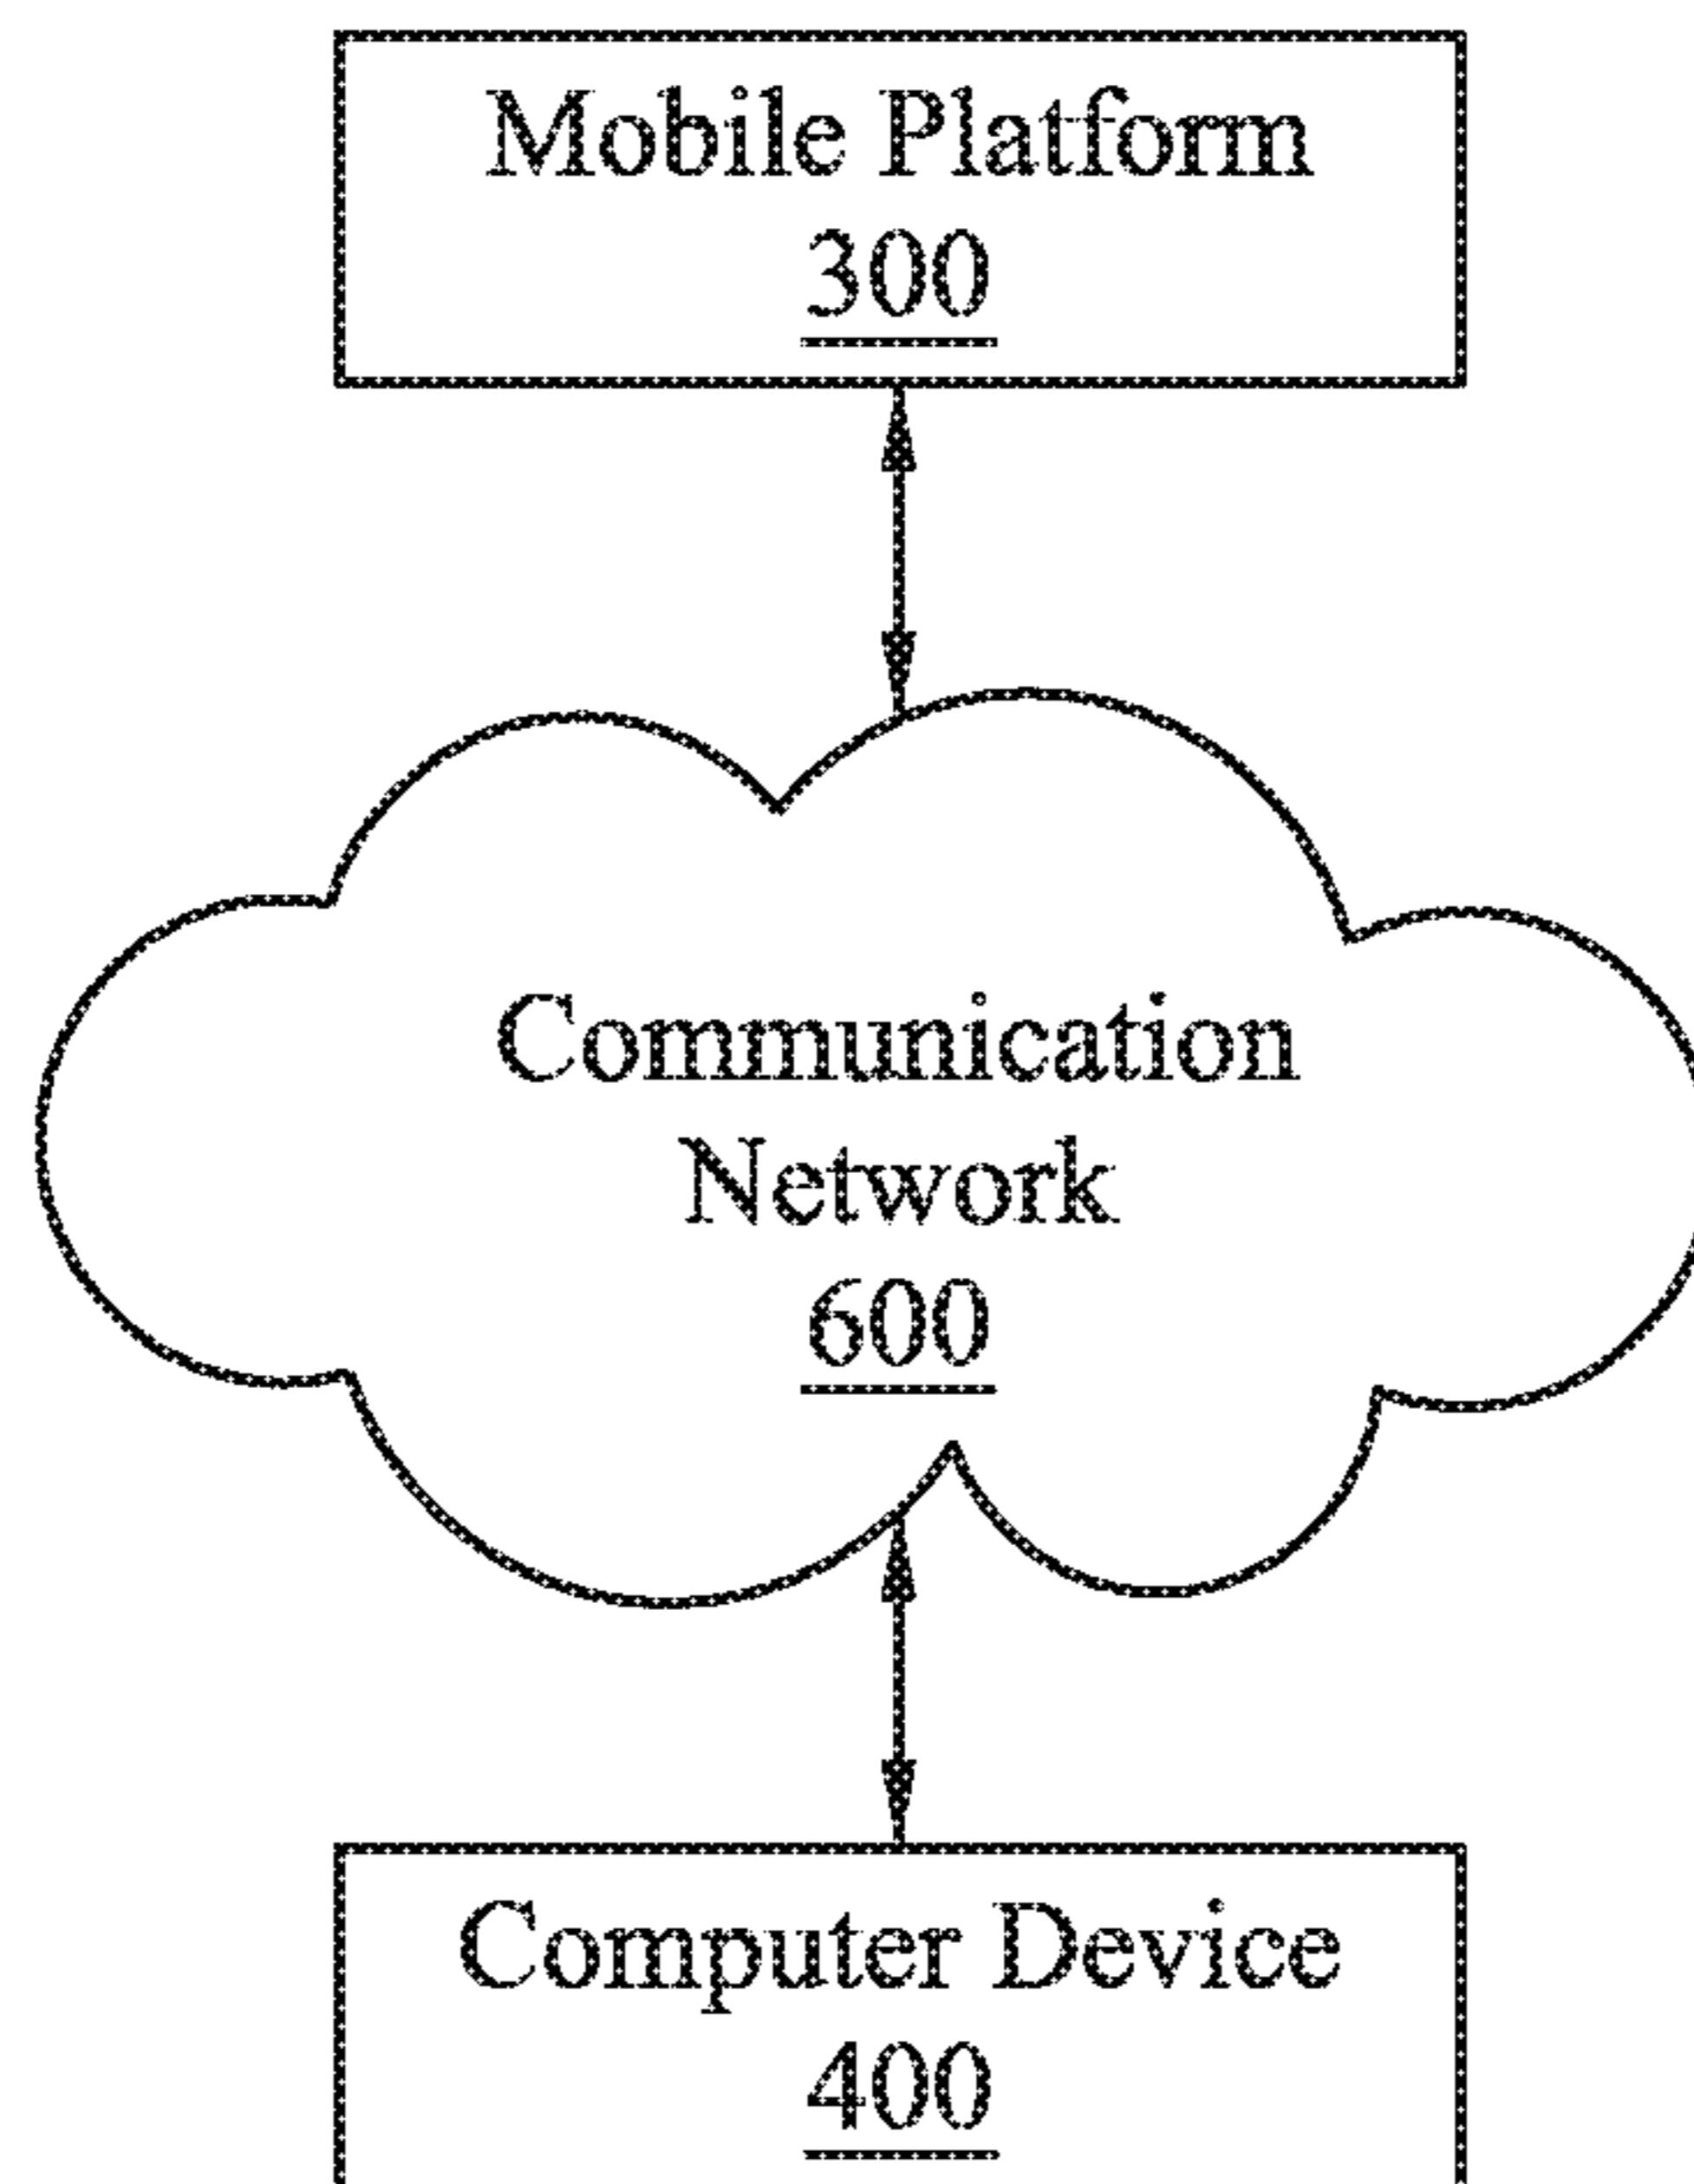 Mobile Platform
300
Communication
Network
600
Computer Device
400